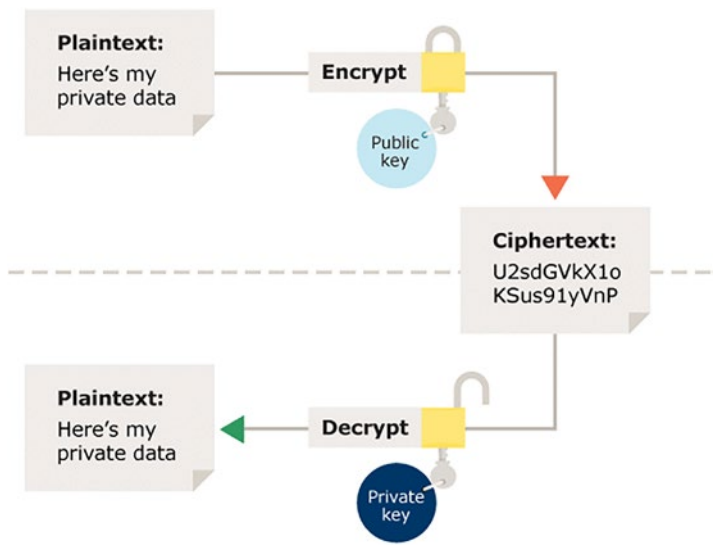 Plaintext:
Here's my
private data
Encrypt
Public
key
Ciphertext:
U2sdGVkX1o
KSus91yVnP
Plaintext:
Here's my
private data
Decrypt
Private
key